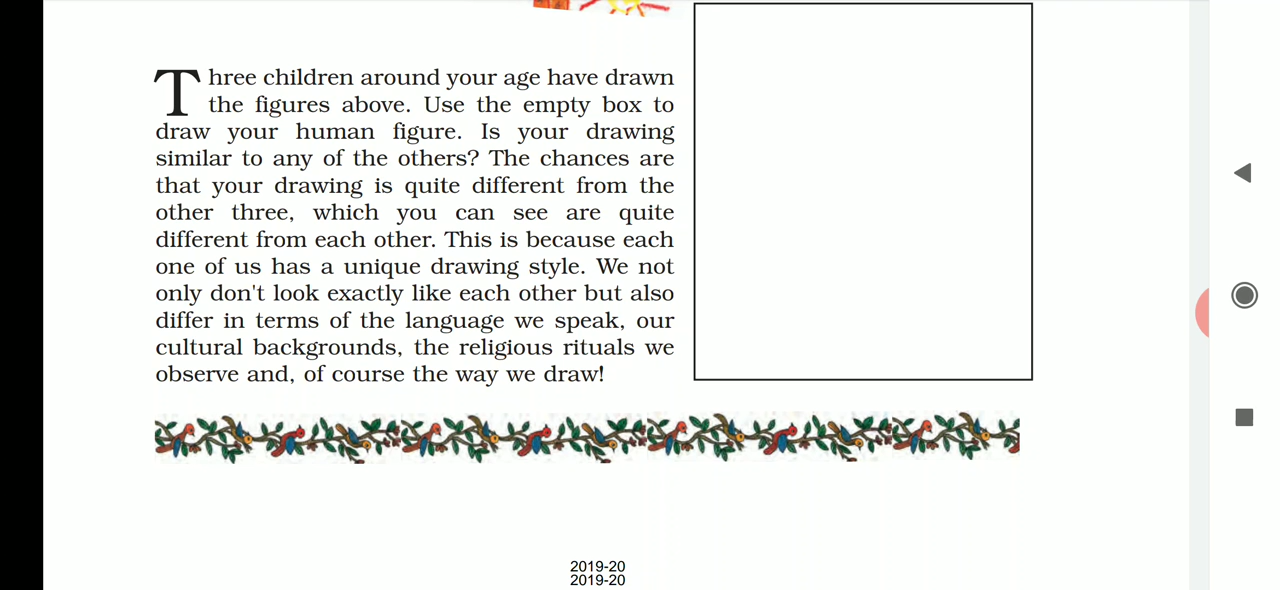 Three children around your age have drawn
the figures above. Use the empty box to
draw your human figure. Is your drawing
similar to any of the others? The chances are
that your drawing is quite different from the
other three, which you can see are quite
different from each other. This is because each
one of us has a unique drawing style. We not
only don't look exactly like each other but also
differ in terms of the language we speak, our
cultural backgrounds, the religious rituals we
observe and, of course the way we draw!
2019-20
2019-20